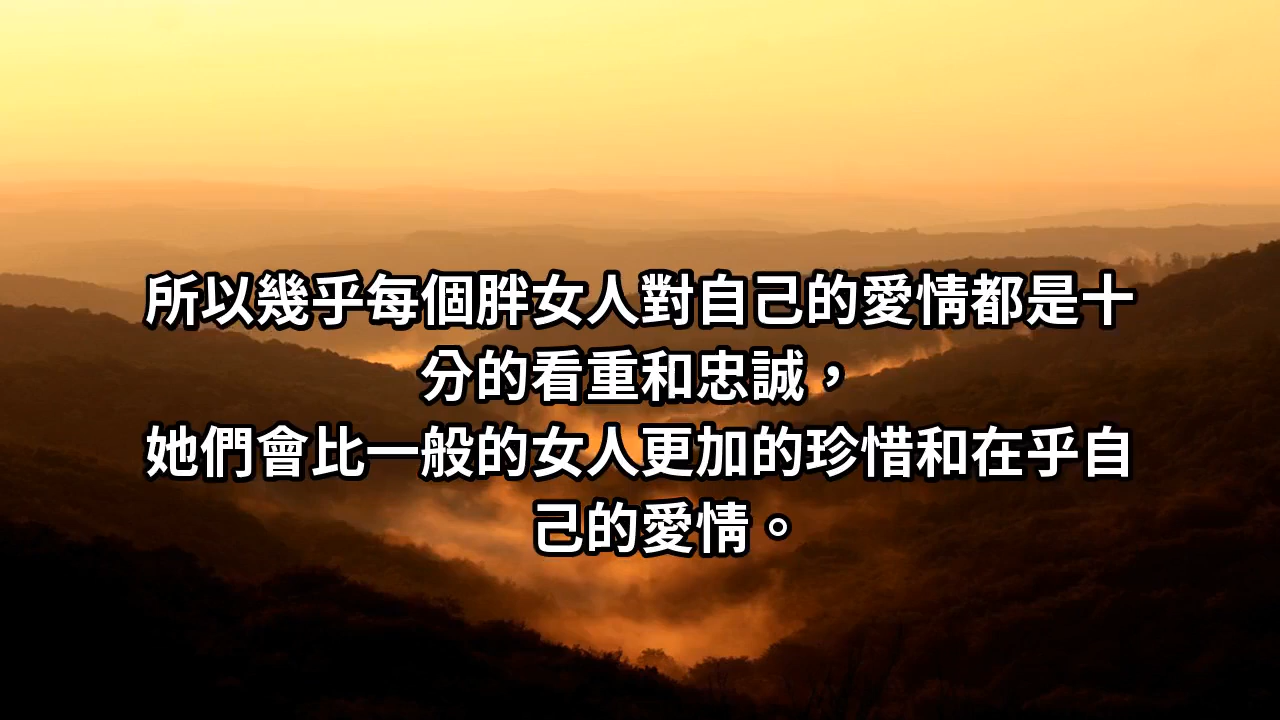 所以幾乎每個胖女人對自己的愛情都是十
分的看重和忠誠，
她們會比一般的女人更加的珍惜和在乎自
己的愛情。